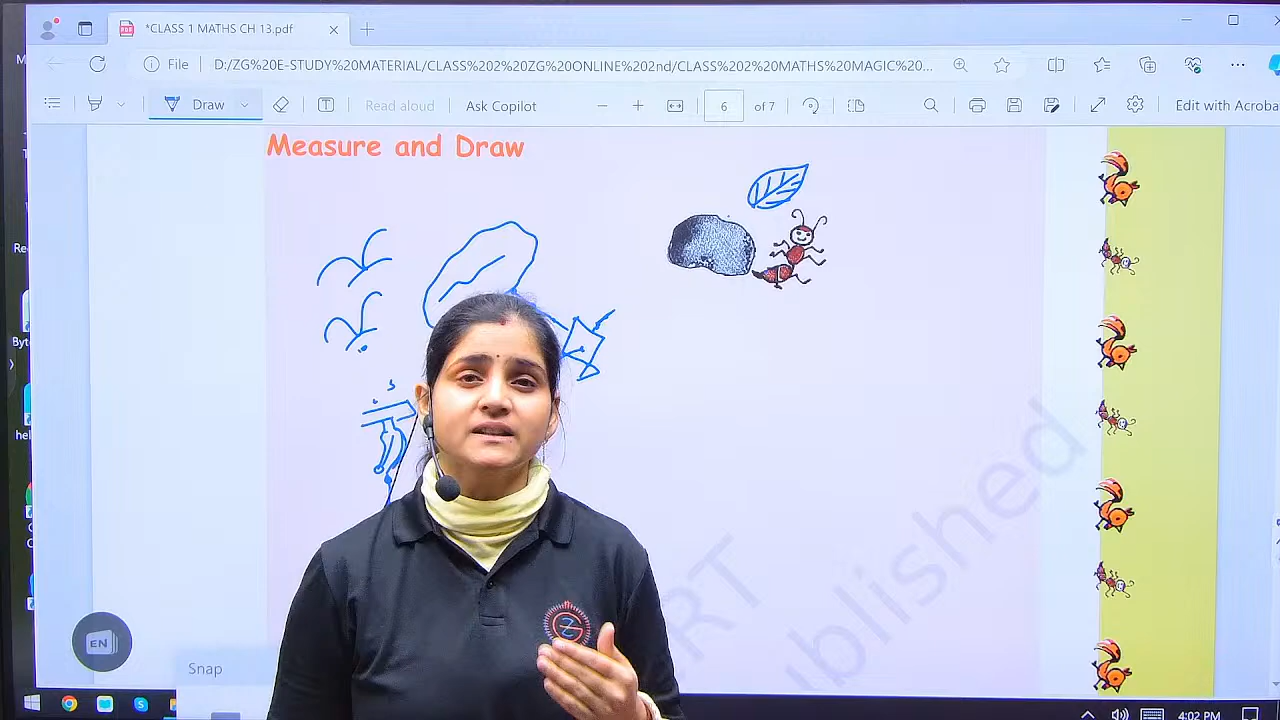 *CLASS 1 MATHS CH 13.pdf
File D:/ZG%20E-STUDY%20MATERIAL/CLASS%202%20ZG%20ONLINE%202nd/CLASS%202%20MATHS%20MAGIC%20...
Draw Read aloud Ask Copilot 6 of 7 Edit with Acroba
Measure and Draw
blished
EN
Snap
4:02 PM